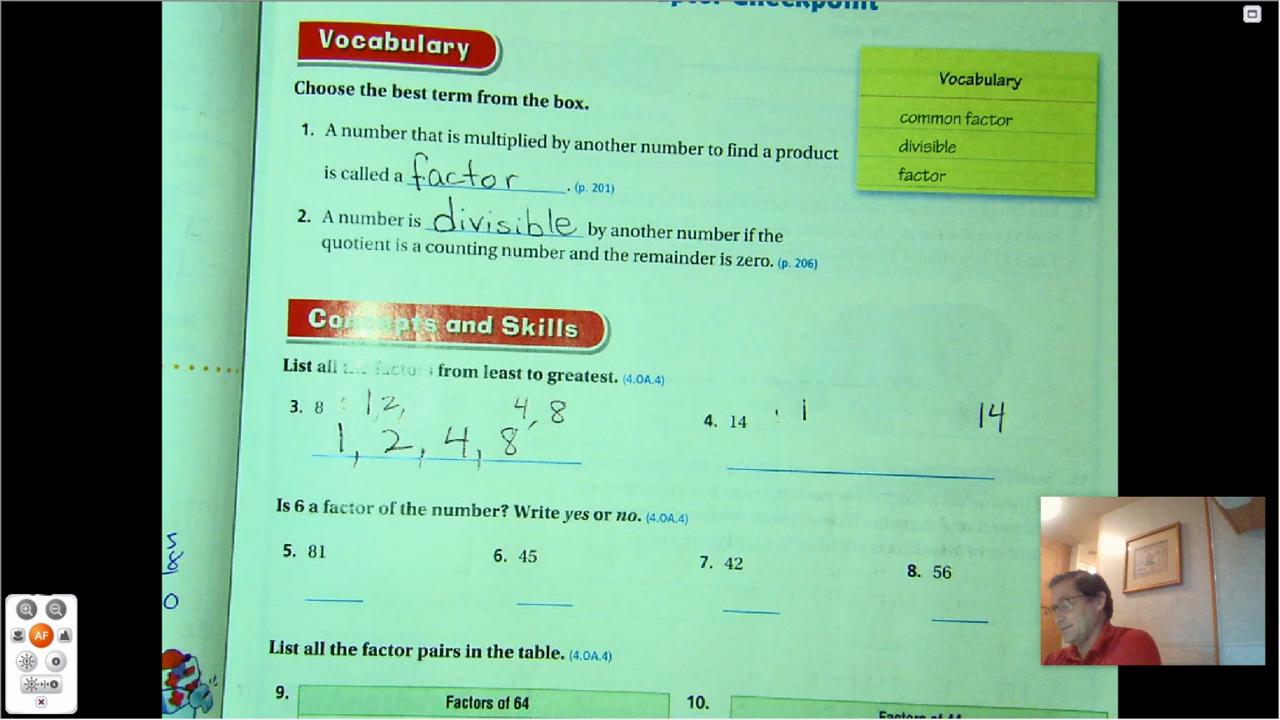 Checkpoint
Vocabulary
Choose the best term from the box.
1. A number that is multiplied by another number to find a product
is called a factor. (p. 201)
2. A number is divisible by another number if the
quotient is a counting number and the remainder is zero. (p. 206)
Vocabulary
common factor
divisible
factor
Concepts and Skills
List all the factors from least to greatest. (4.OA.4)
3. 8 : 1, 2, 4, 8
1, 2, 4, 8
4. 14 : 1 14
Is 6 a factor of the number? Write yes or no. (4.OA.4)
5. 81
6. 45
7. 42
8. 56
List all the factor pairs in the table. (4.OA.4)
9. Factors of 64
10.
AF